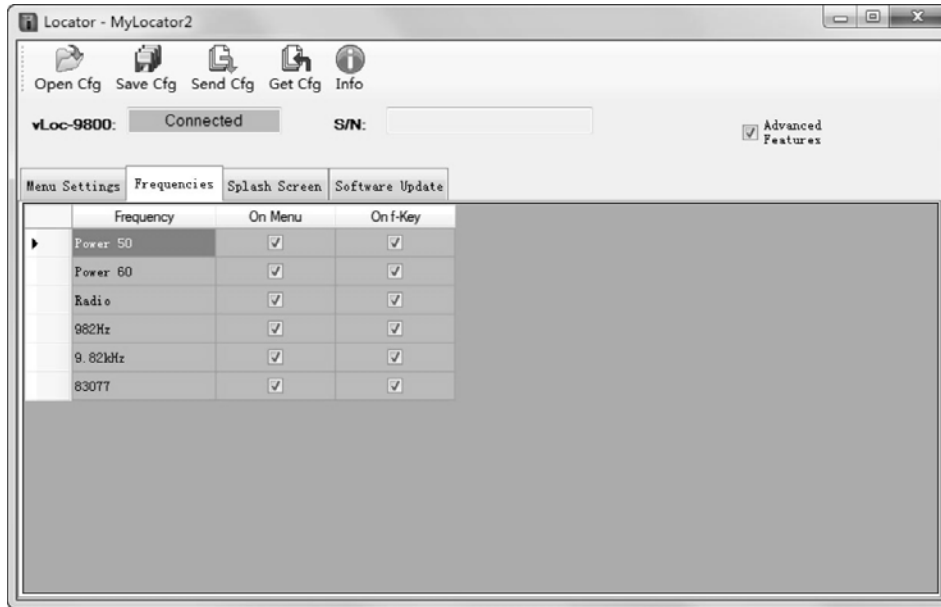 Locator - MyLocator2
Open Cfg Save Cfg Send Cfg Get Cfg Info
vLoc-9800: Connected S/N: Advanced Features
Menu Settings Frequencies Splash Screen Software Update
Frequency On Menu On f-Key
Power 50
Power 60
Radio
982Hz
9.82kHz
83077